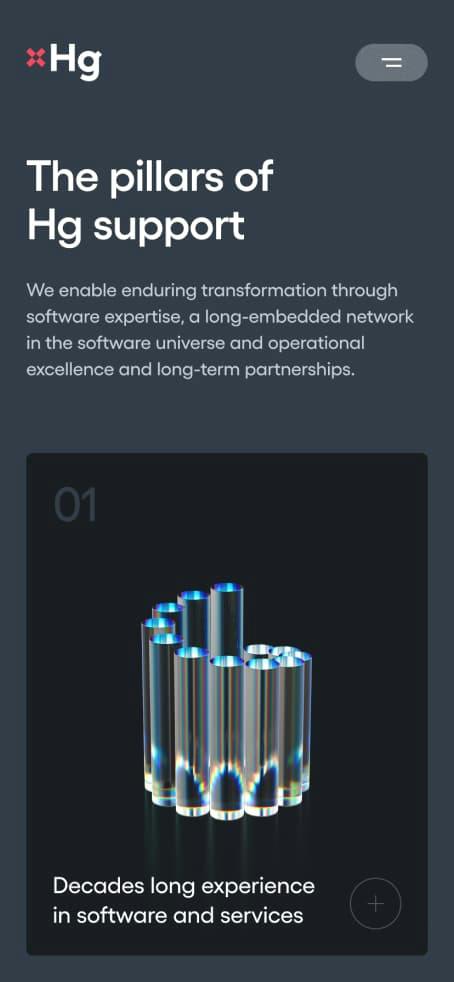 Hg
The pillars of
Hg support
We enable enduring transformation through
software expertise, a long-embedded network
in the software universe and operational
excellence and long-term partnerships.
01
Decades long experience
in software and services